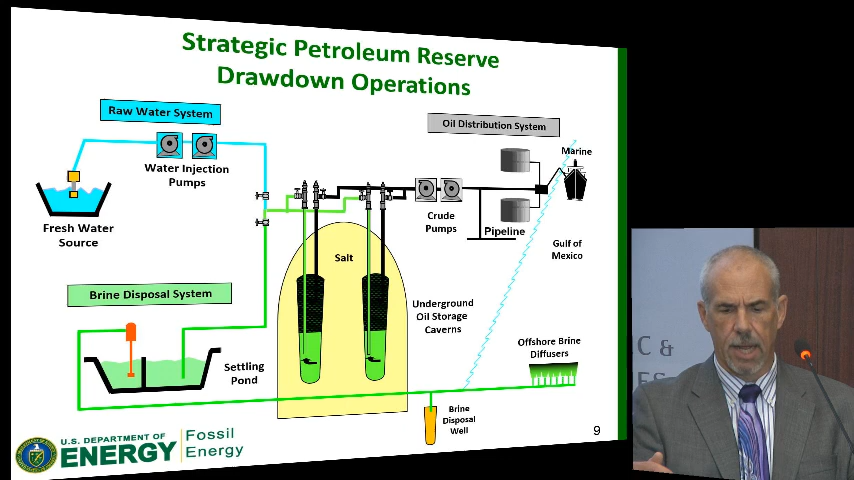 Strategic Petroleum Reserve
Drawdown Operations
Raw Water System
Oil Distribution System
Marine
Water Injection
Pumps
Fresh Water
Source
Crude
Pumps
Pipeline
Gulf of
Mexico
Salt
Brine Disposal System
Underground
Oil Storage
Caverns
Settling
Pond
Offshore Brine
Diffusers
Brine
Disposal
Well
9
U.S. DEPARTMENT OF
ENERGY
Fossil
Energy
C &